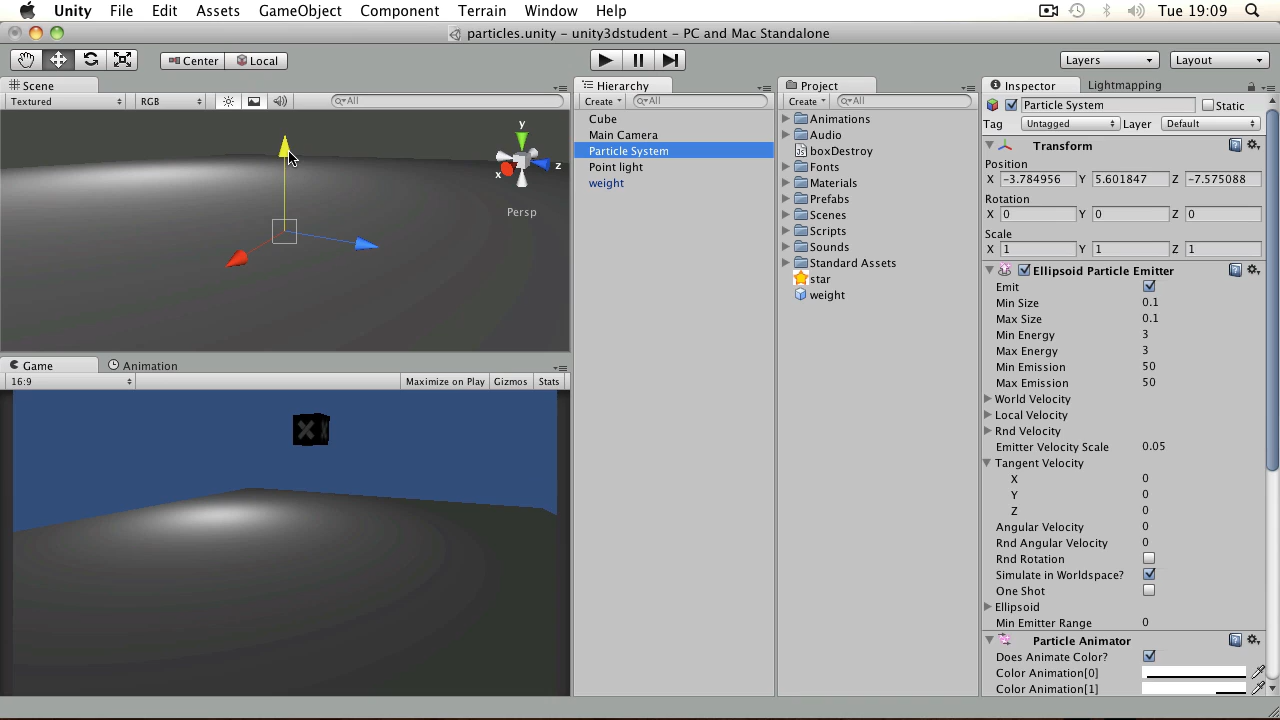 Unity File Edit Assets GameObject Component Terrain Window Help Tue 19:09
particles.unity – unity3dstudent – PC and Mac Standalone
Center Local Layers Layout
Scene
Textured RGB All
y
x z
Persp
Game Animation
16:9 Maximize on Play Gizmos Stats
X X
Hierarchy
Create All
Cube
Main Camera
Particle System
Point light
weight
Project
Create All
Animations
Audio
boxDestroy
Fonts
Materials
Prefabs
Scenes
Scripts
Sounds
Standard Assets
star
weight
Inspector Lightmapping
Particle System Static
Tag Untagged Layer Default
Transform
Position
X -3.784956 Y 5.601847 Z -7.575088
Rotation
X 0 Y 0 Z 0
Scale
X 1 Y 1 Z 1
Ellipsoid Particle Emitter
Emit
Min Size 0.1
Max Size 0.1
Min Energy 3
Max Energy 3
Min Emission 50
Max Emission 50
World Velocity
Local Velocity
Rnd Velocity
Emitter Velocity Scale 0.05
Tangent Velocity
X 0
Y 0
Z 0
Angular Velocity 0
Rnd Angular Velocity 0
Rnd Rotation
Simulate in Worldspace?
One Shot
Ellipsoid
Min Emitter Range 0
Particle Animator
Does Animate Color?
Color Animation[0]
Color Animation[1]